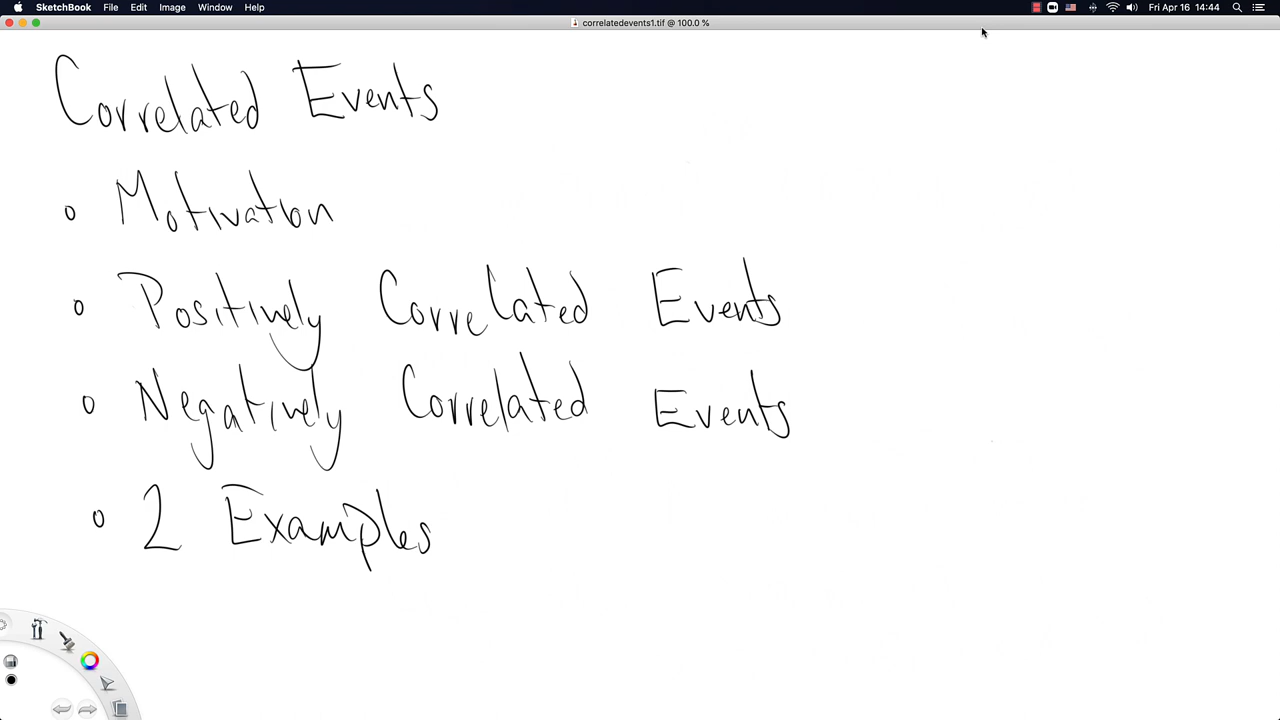 SketchBook File Edit Image Window Help Fri Apr 16 14:44
correlatedevents1.tif @ 100.0 %
Correlated Events
• Motivation
• Positively Correlated Events
• Negatively Correlated Events
• 2 Examples